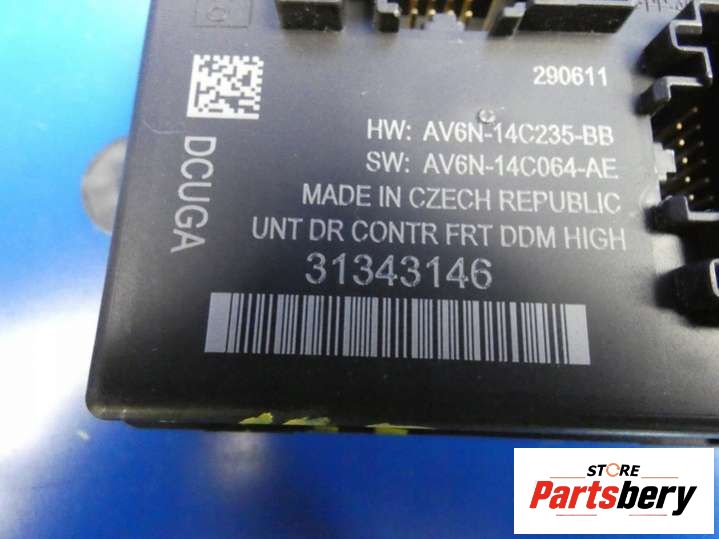 290611
HW: AV6N-14C235-BB
SW: AV6N-14C064-AE
MADE IN CZECH REPUBLIC
UNT DR CONTR FRT DDM HIGH
31343146
DCUGA
STORE
Partsbery